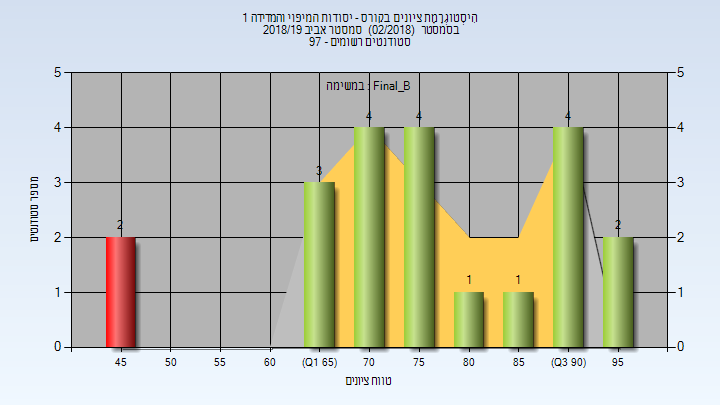 היסטוגרמת ציונים בקורס - יסודות המיפוי והמדידה 1
בסמסטר (02/2018) סמסטר אביב 2018/19
סטודנטים רשומים - 97
במשימה : Final_B
5 5
4 4 4 4 4
3 3 3
2 2 2 2
1 1 1 1
0 0
45 50 55 60 (Q1 65) 70 75 80 85 (Q3 90) 95
טווח ציונים
מספר סטודנטים